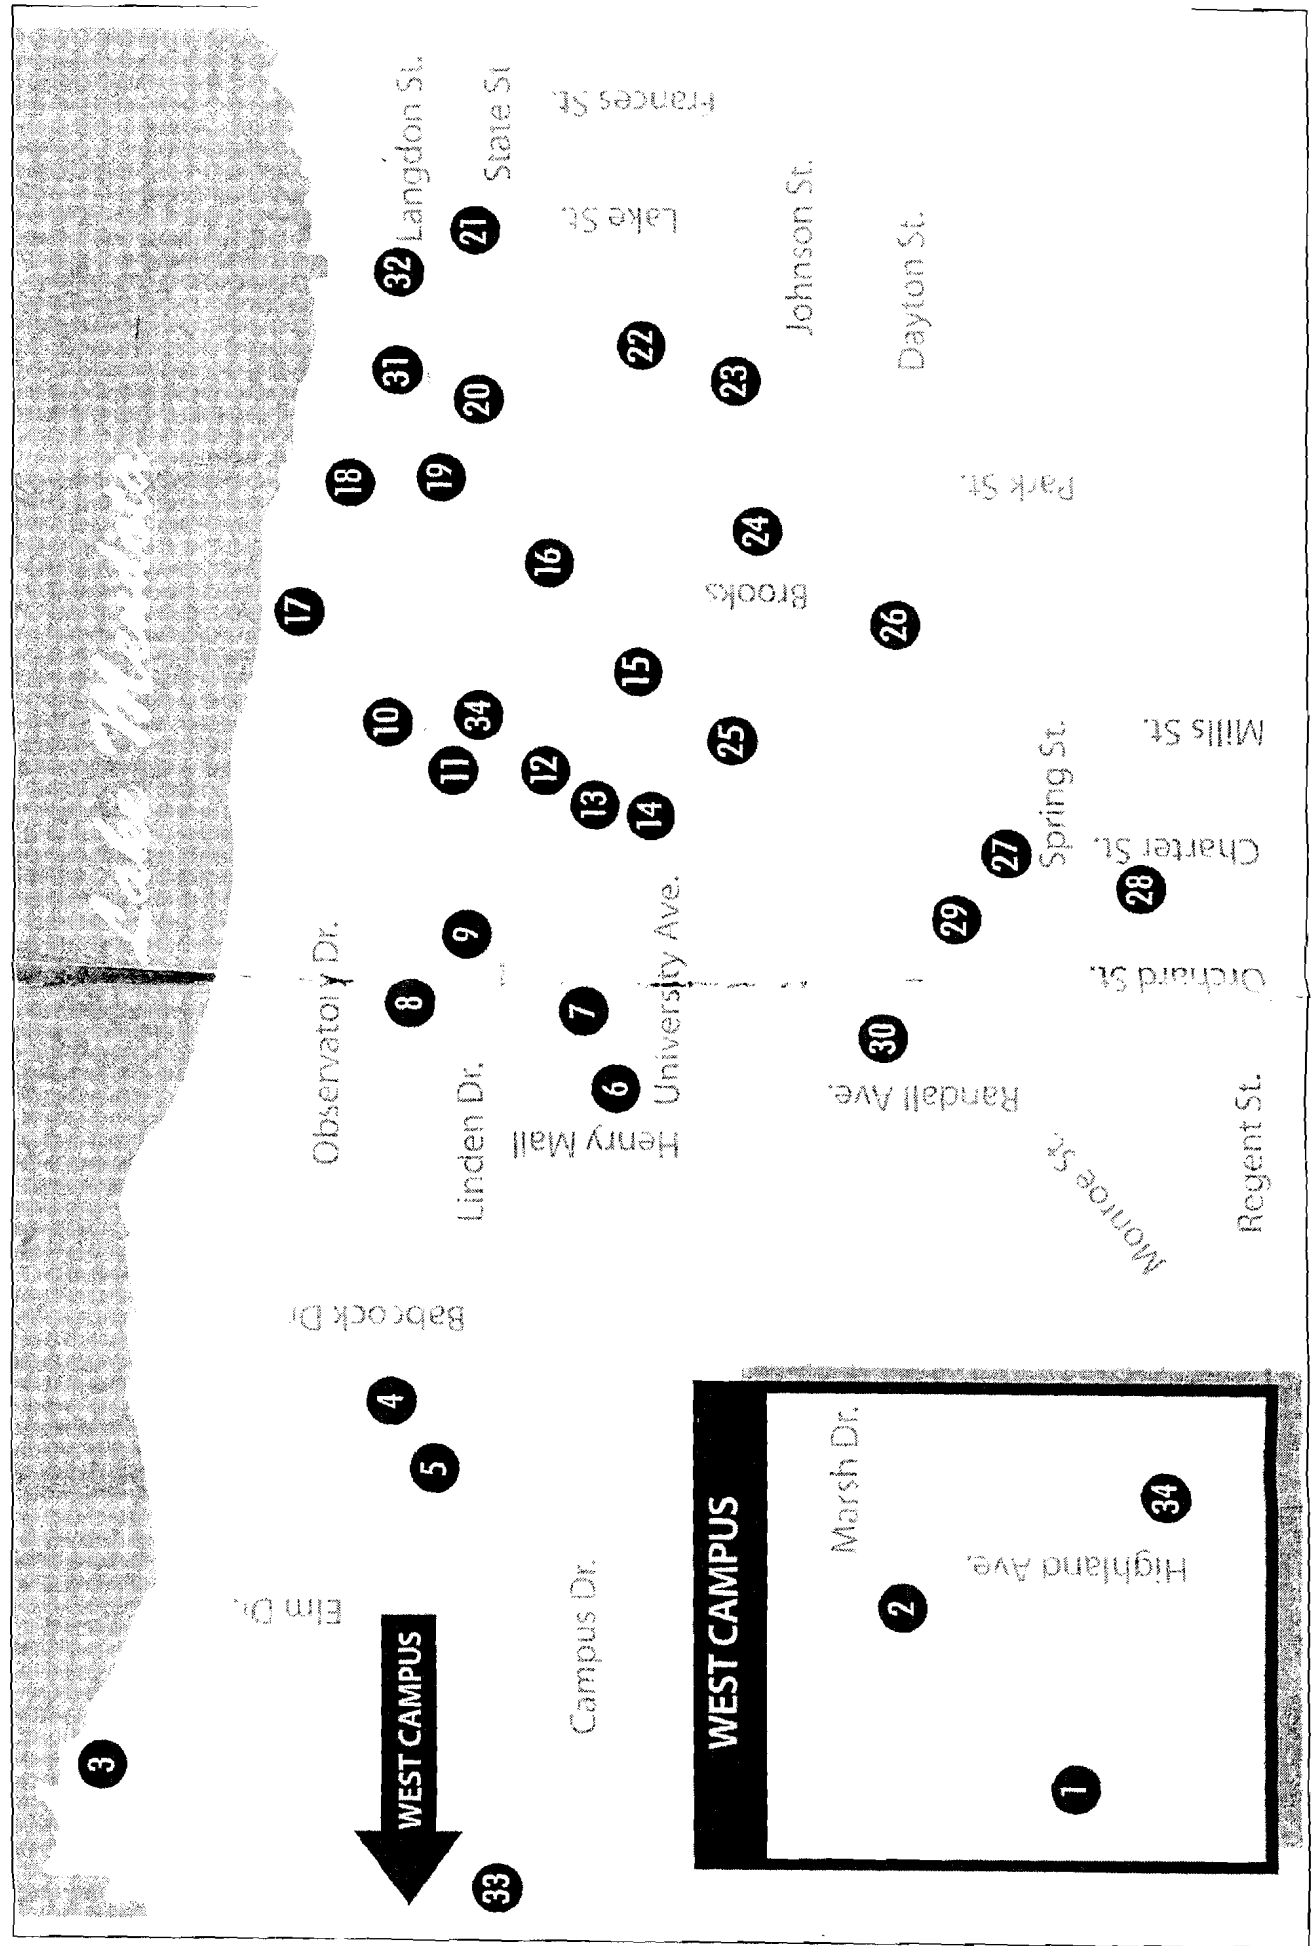 Lake Mendota
Langdon St.
State St
Frances St.
Lake St.
Johnson St.
Dayton St.
Park St.
Brooks
Mills St.
Spring St.
Charter St.
Orchard St.
Observatory Dr.
University Ave.
Linden Dr.
Henry Mall
Randall Ave.
Monroe St.
Regent St.
Babcock Dr
Elm Dr.
Campus Dr.
WEST CAMPUS
3
33
4
5
6
7
8
9
10
11
34
12
13
14
15
16
17
18
19
20
31
32
21
22
23
24
25
26
27
28
29
30
WEST CAMPUS
Marsh Dr.
Highland Ave.
1
2
34